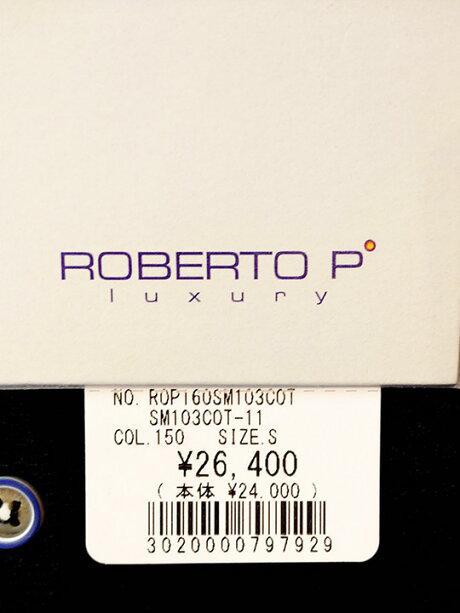 ROBERTO P
luxury
NO. ROP160SM103COT
SM103COT-11
COL.150 SIZE.S
¥26,400
( 本体 ¥24.000 )
3020000797929